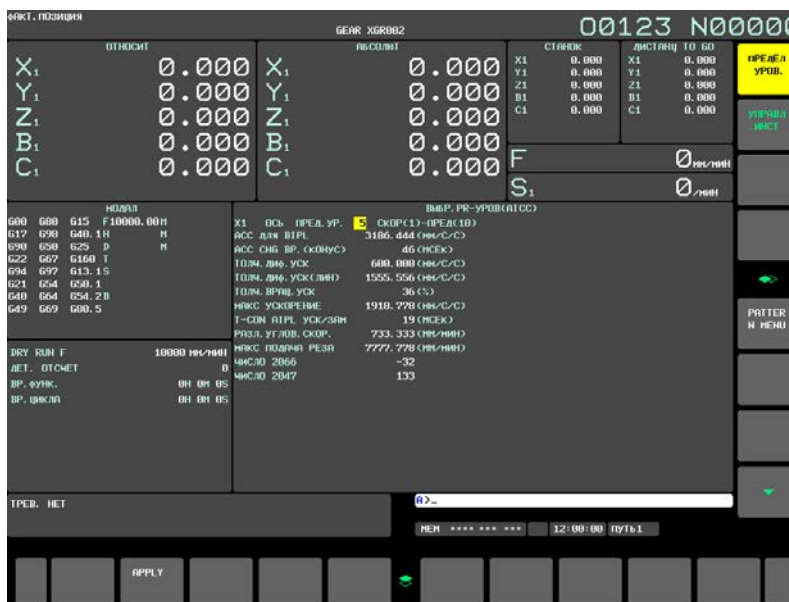 ФАКТ.ПОЗИЦИЯ
GEAR XGR002
O0123 N0000
ОТНОСИТ
X1 0.000
Y1 0.000
Z1 0.000
B1 0.000
C1 0.000
АБСОЛЮТ
X1 0.000
Y1 0.000
Z1 0.000
B1 0.000
C1 0.000
СТАНОК
X1 0.000
Y1 0.000
Z1 0.000
B1 0.000
C1 0.000
ДИСТАНЦ TO GO
X1 0.000
Y1 0.000
Z1 0.000
B1 0.000
C1 0.000
F 0ММ/МИН
S1 0/МИН
МОДАЛ
G00 G80 G15 F10000.00M
G17 G98 G40.1H M
G90 G50 G25 D M
G22 G67 G160 T
G94 G97 G13.1S
G21 G54 G50.1
G40 G64 G54.2B
G49 G69 G80.5
DRY RUN F 10000 ММ/МИН
ДЕТ. ОТСЧЕТ 0
ВР.ФУНК. 0H 0M 0S
ВР.ЦИКЛА 0H 0M 0S
ВЫБР.PR-УРОВ(AICC)
X1 ОСЬ ПРЕД.УР. 5 СКОР(1)-ПРЕД(10)
ACC для BIPL 3186.444(ММ/С/С)
ACC CHG ВР.(КОНУС) 46(МСЕК)
ТОЛЧ.ДИФ.УСК 600.000(ММ/С/С)
ТОЛЧ.ДИФ.УСК(ЛИН) 1555.556(ММ/С/С)
ТОЛЧ.ВРАЩ.УСК 36(%)
МАКС УСКОРЕНИЕ 1918.778(ММ/С/С)
T-CON AIPL УСК/ЗАМ 19(МСЕК)
РАЗЛ.УГЛОВ.СКОР. 733.333(ММ/МИН)
МАКС ПОДАЧА РЕЗА 7777.778(ММ/МИН)
ЧИСЛО 2066 -32
ЧИСЛО 2047 133
ПРЕДЕЛ
УРОВ.
УПРАВЛ
.ИНСТ
PATTER
N MENU
A>_
ТРЕВ. НЕТ
MEM **** *** *** 12:00:00 ПУТЬ1
APPLY